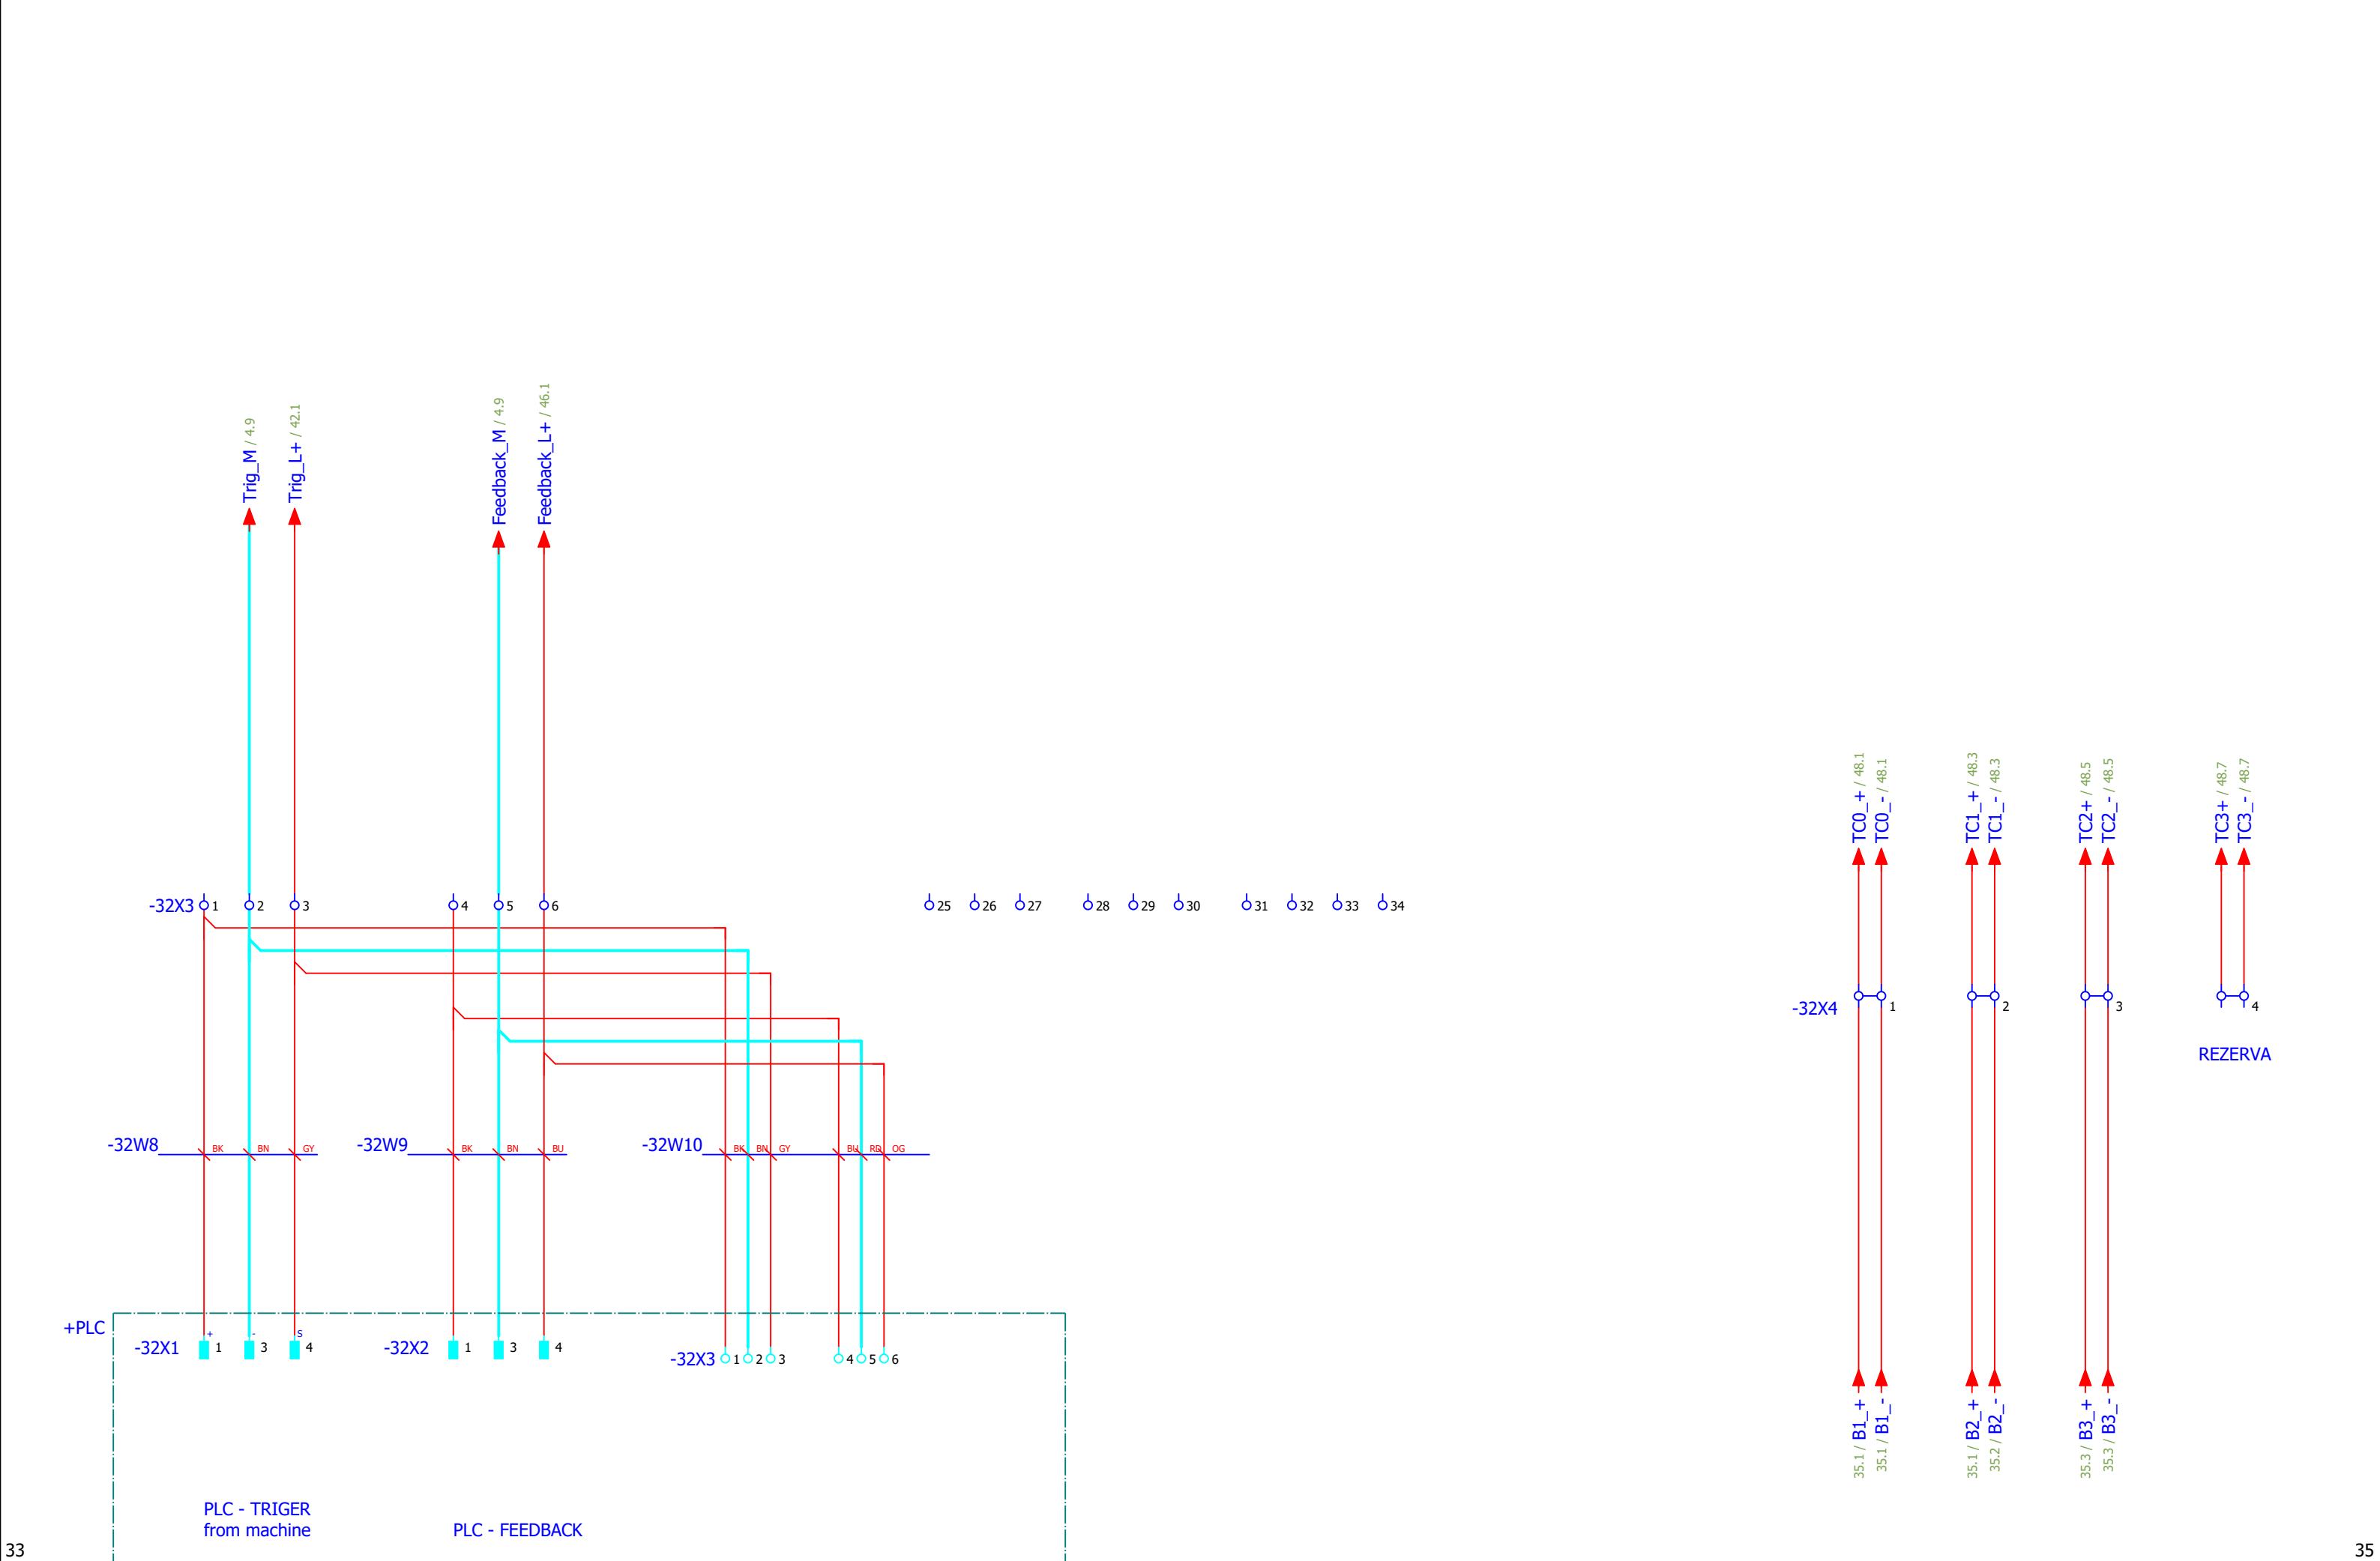 Trig_M / 4.9
Trig_L+ / 42.1
Feedback_M / 4.9
Feedback_L+ / 46.1
TC0_+ / 48.1
TC0_- / 48.1
TC1_+ / 48.3
TC1_- / 48.3
TC2+ / 48.5
TC2_- / 48.5
TC3+ / 48.7
TC3_- / 48.7
-32X3 1 2 3 4 5 6 25 26 27 28 29 30 31 32 33 34
-32X4 1 2 3 4
REZERVA
-32W8 BK BN GY
-32W9 BK BN BU
-32W10 BK BN GY BU RD OG
+PLC
+ - S
-32X1 1 3 4
-32X2 1 3 4
-32X3 1 2 3 4 5 6
35.1 / B1_+
35.1 / B1_-
35.1 / B2_+
35.2 / B2_-
35.3 / B3_+
35.3 / B3_-
PLC - TRIGER
from machine
PLC - FEEDBACK
33
35